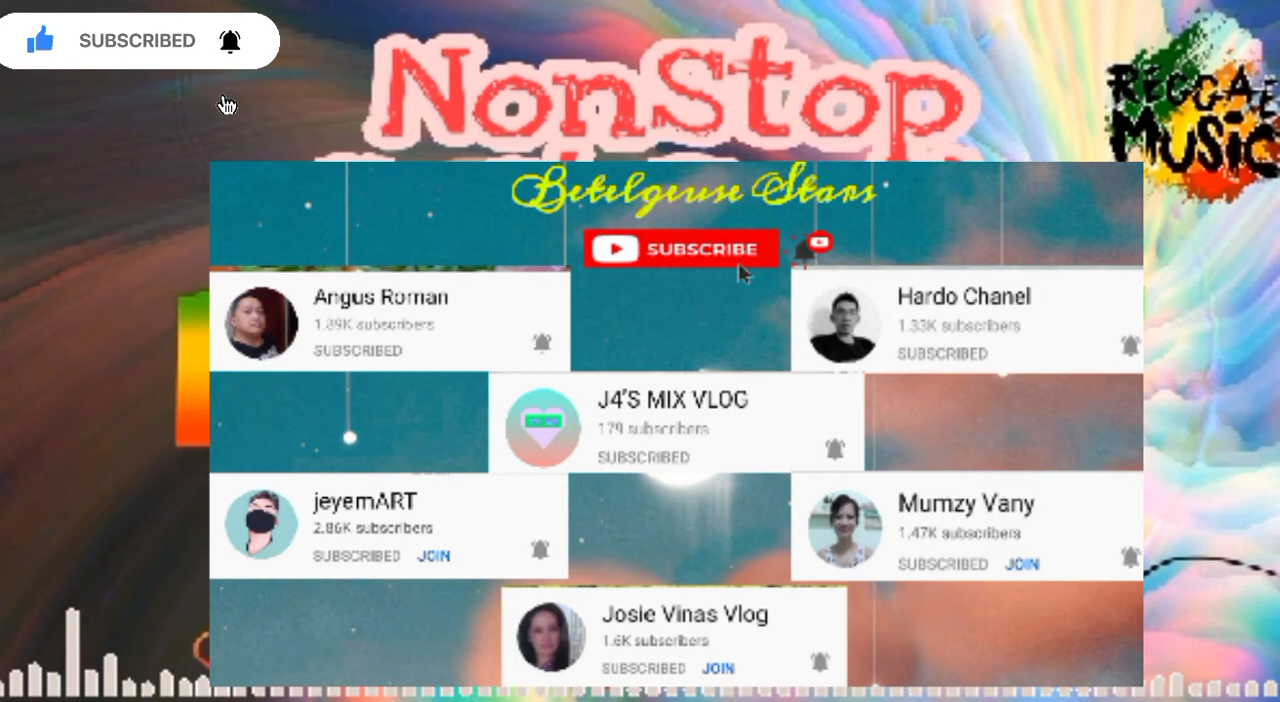 SUBSCRIBED
NonStop
REGGAE
MUSIC
Betelgeuse Stars
SUBSCRIBE
Angus Roman
1.89K subscribers
SUBSCRIBED
Hardo Chanel
1.33K subscribers
SUBSCRIBED
J4'S MIX VLOG
179 subscribers
SUBSCRIBED
jeyemART
2.86K subscribers
SUBSCRIBED JOIN
Mumzy Vany
1.47K subscribers
SUBSCRIBED JOIN
Josie Vinas Vlog
1.6K subscribers
SUBSCRIBED JOIN